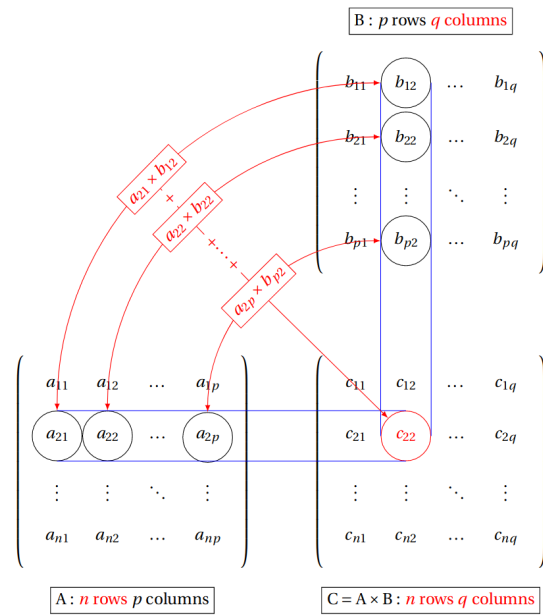 B : p rows q columns
b₁₁ b₁₂ … b₁q
b₂₁ b₂₂ … b₂q
⋮ ⋮ ⋱ ⋮
bₚ₁ bₚ₂ … bₚq
a₂₁ × b₁₂
+
a₂₂ × b₂₂
+ ⋯ +
a₂ₚ × bₚ₂
a₁₁ a₁₂ … a₁ₚ
a₂₁ a₂₂ … a₂ₚ
⋮ ⋮ ⋱ ⋮
aₙ₁ aₙ₂ … aₙₚ
c₁₁ c₁₂ … c₁q
c₂₁ c₂₂ … c₂q
⋮ ⋮ ⋱ ⋮
cₙ₁ cₙ₂ … cₙq
A : n rows p columns
C = A × B : n rows q columns